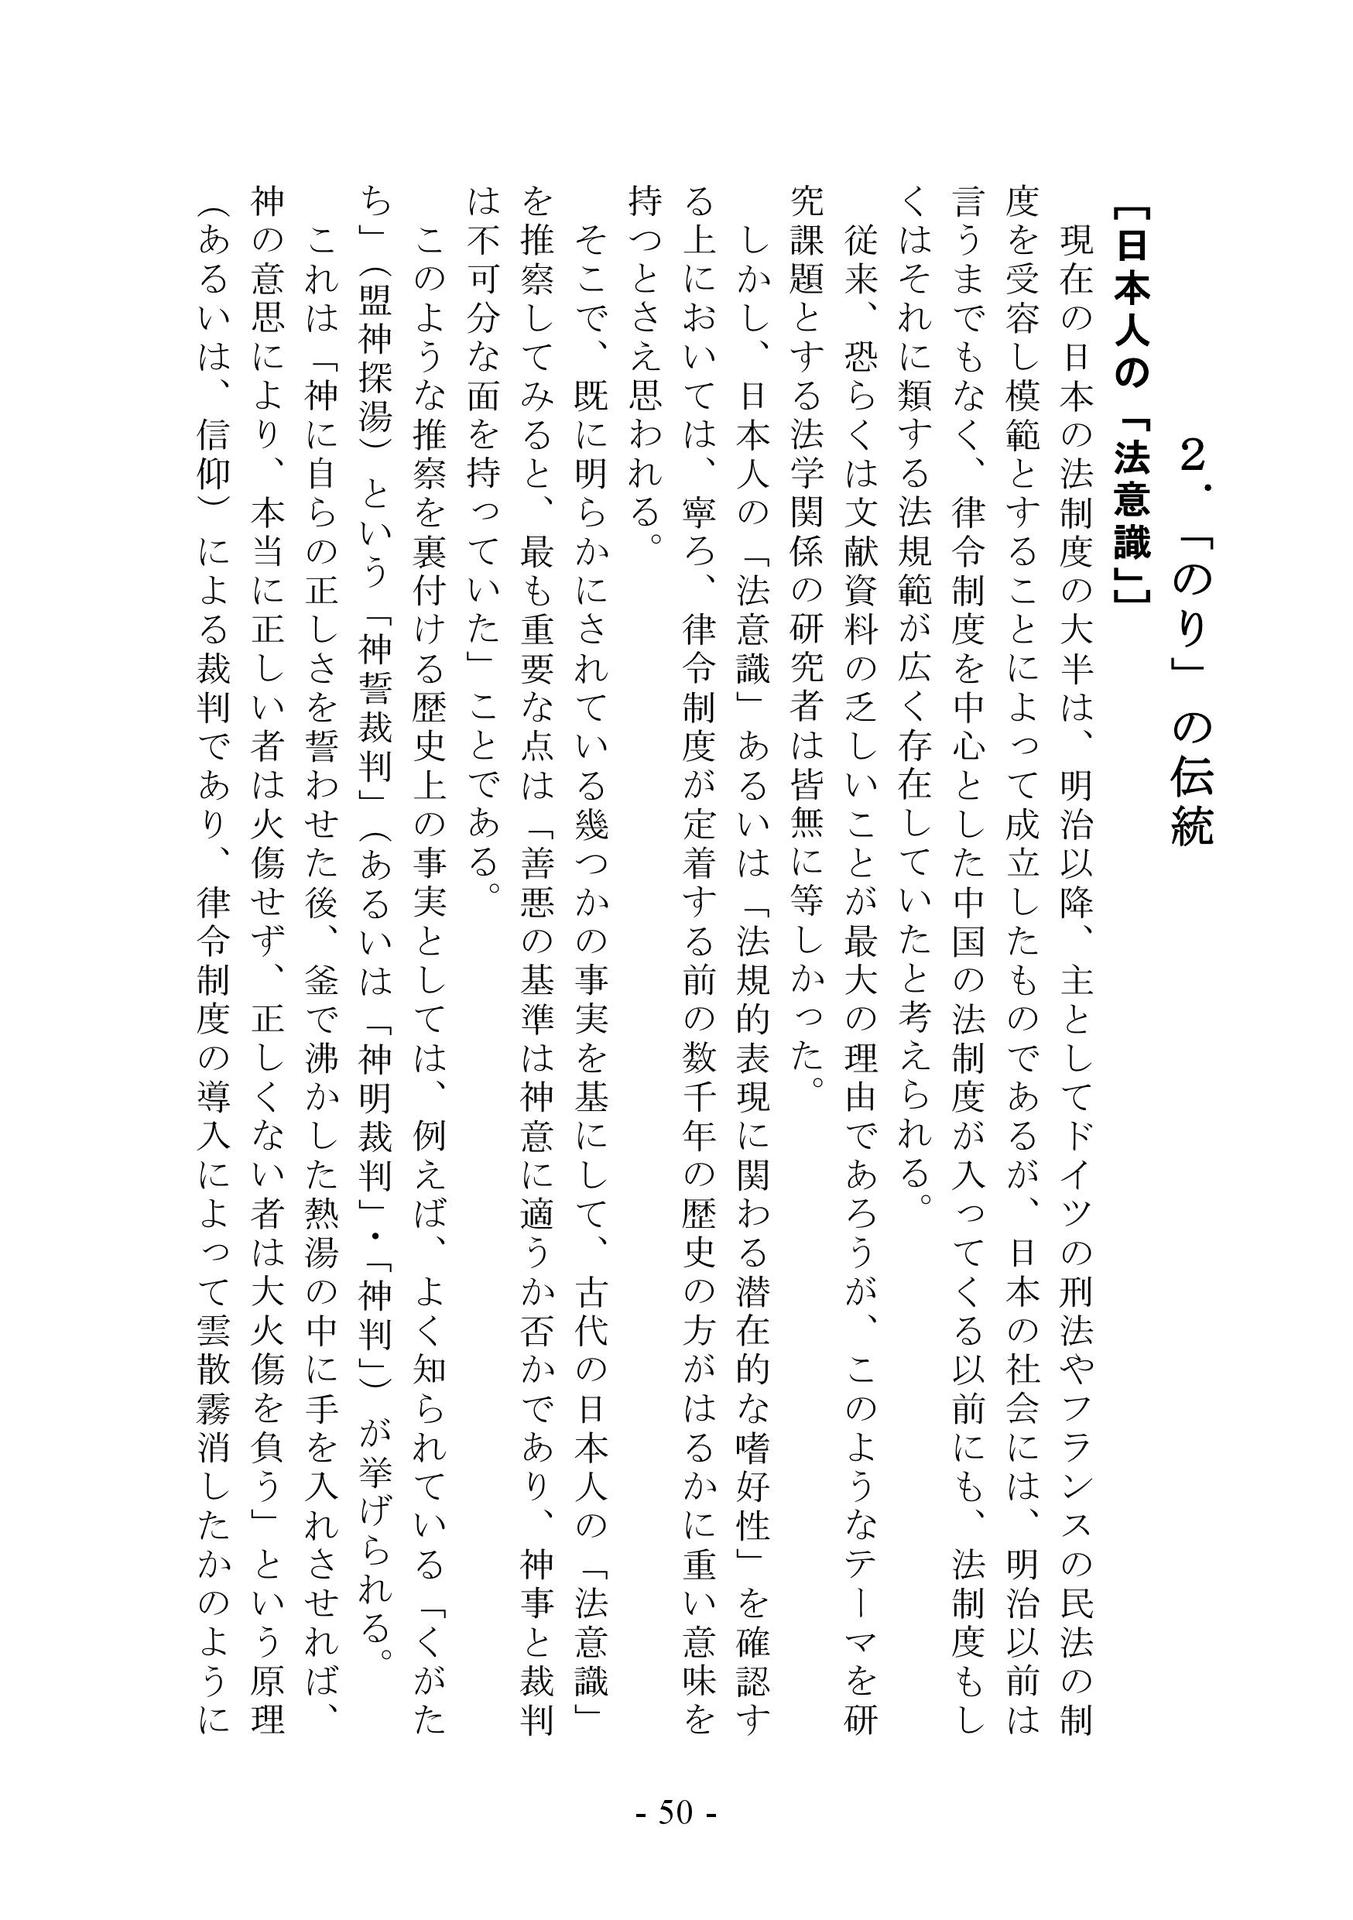 ２．「のり」の伝統
［日本人の「法意識」］
　現在の日本の法制度の大半は、明治以降、主としてドイツの刑法やフランスの民法の制
度を受容し模範とすることによって成立したものであるが、日本の社会には、明治以前は
言うまでもなく、律令制度を中心とした中国の法制度が入ってくる以前にも、法制度もし
くはそれに類する法規範が広く存在していたと考えられる。
　従来、恐らくは文献資料の乏しいことが最大の理由であろうが、このようなテーマを研
究課題とする法学関係の研究者は皆無に等しかった。
　しかし、日本人の「法意識」あるいは「法規的表現に関わる潜在的な嗜好性」を確認す
る上においては、寧ろ、律令制度が定着する前の数千年の歴史の方がはるかに重い意味を
持つとさえ思われる。
　そこで、既に明らかにされている幾つかの事実を基にして、古代の日本人の「法意識」
を推察してみると、最も重要な点は「善悪の基準は神意に適うか否かであり、神事と裁判
は不可分な面を持っていた」ことである。
　このような推察を裏付ける歴史上の事実としては、例えば、よく知られている「くがた
ち」（盟神探湯）という「神誓裁判」（あるいは「神明裁判」・「神判」）が挙げられる。
　これは「神に自らの正しさを誓わせた後、釜で沸かした熱湯の中に手を入れさせれば、
神の意思により、本当に正しい者は火傷せず、正しくない者は大火傷を負う」という原理
（あるいは、信仰）による裁判であり、律令制度の導入によって雲散霧消したかのように
- 50 -